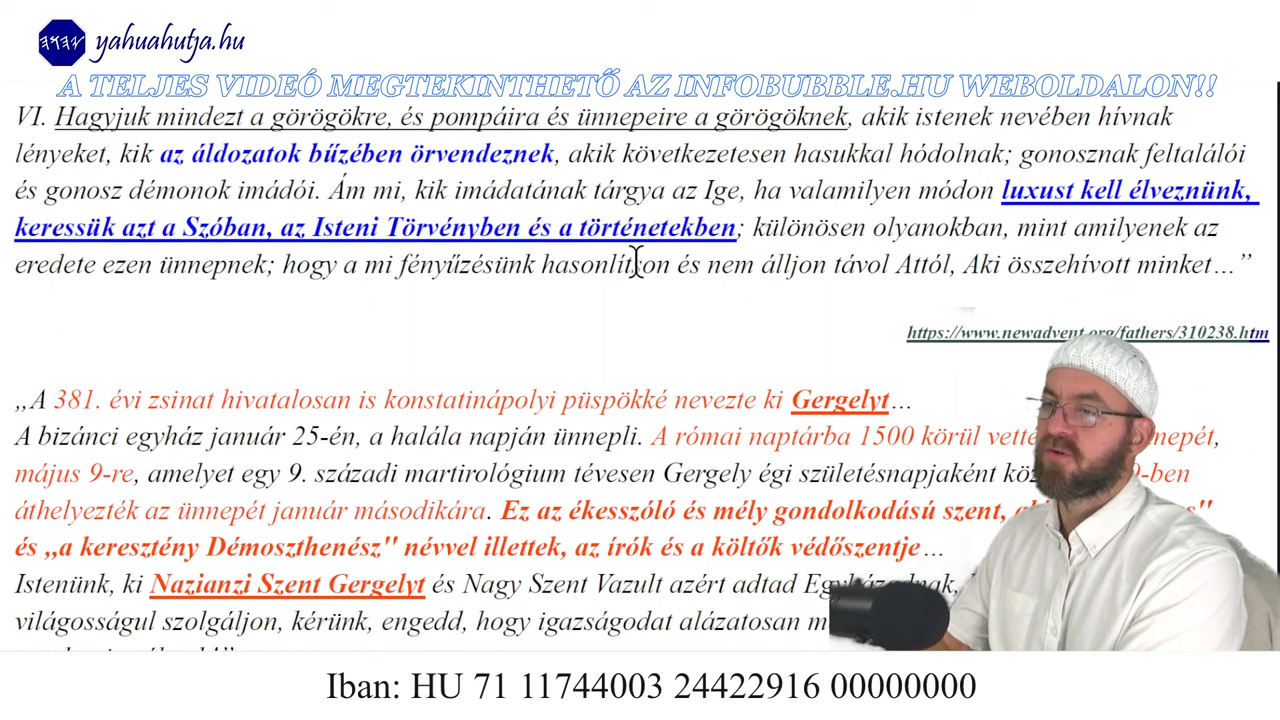 yahuahutja.hu
A TELJES VIDEÓ MEGTEKINTHETŐ AZ INFOBUBBLE.HU WEBOLDALON!!
VI. Hagyjuk mindezt a görögökre, és pompáira és ünnepeire a görögöknek, akik istenek nevében hívnak
lényeket, kik az áldozatok bűzében örvendeznek, akik következetesen hasukkal hódolnak; gonosznak feltalálói
és gonosz démonok imádói. Ám mi, kik imádatának tárgya az Ige, ha valamilyen módon luxust kell élveznünk,
keressük azt a Szóban, az Isteni Törvényben és a történetekben; különösen olyanokban, mint amilyenek az
eredete ezen ünnepnek; hogy a mi fényűzésünk hasonlítson és nem álljon távol Attól, Aki összehívott minket…”
https://www.newadvent.org/fathers/310238.htm
„A 381. évi zsinat hivatalosan is konstatinápolyi püspökké nevezte ki Gergelyt…
A bizánci egyház január 25-én, a halála napján ünnepli. A római naptárba 1500 körül
május 9-re, amelyet egy 9. századi martirológium tévesen Gergely égi születésnapjaként
áthelyezték az ünnepét január másodikára. Ez az ékesszóló és mély gondolkodású szent,
és „a keresztény Démoszthenész" névvel illettek, az írók és a költők védőszentje…
Istenünk, ki Nazianzi Szent Gergelyt és Nagy Szent Vazult azért adtad
világosságul szolgáljon, kérünk, engedd, hogy igazságodat alázatosan
Iban: HU 71 11744003 24422916 00000000